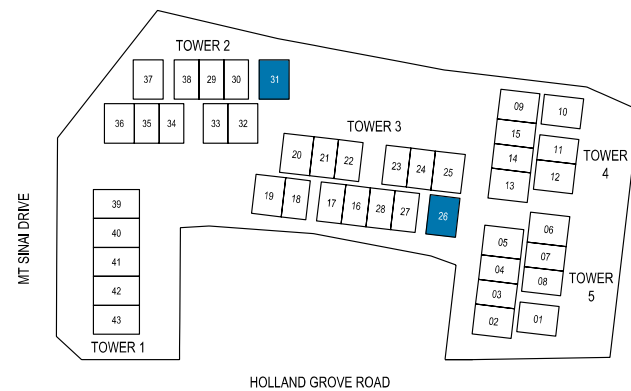 TOWER 2
37 38 29 30 31
36 35 34 33 32
TOWER 3
20 21 22 23 24 25
19 18 17 16 28 27 26
09 10
15 11
14 12
13
TOWER
4
39
40
41
42
43
TOWER 1
05 06
04 07
03 08
02 01
TOWER
5
MT SINAI DRIVE
HOLLAND GROVE ROAD